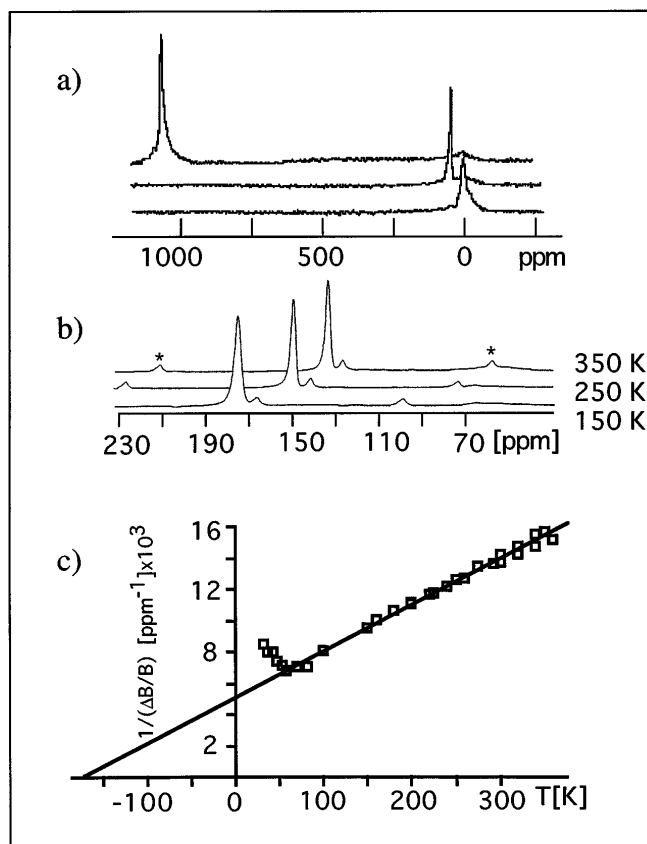 a)
1000 500 0 ppm
b)
* *
350 K
250 K
150 K
230 190 150 110 70 [ppm]
c)
1/(ΔB/B) [ppm⁻¹]x10³
16
12
8
2
-100 0 100 200 300 T[K]